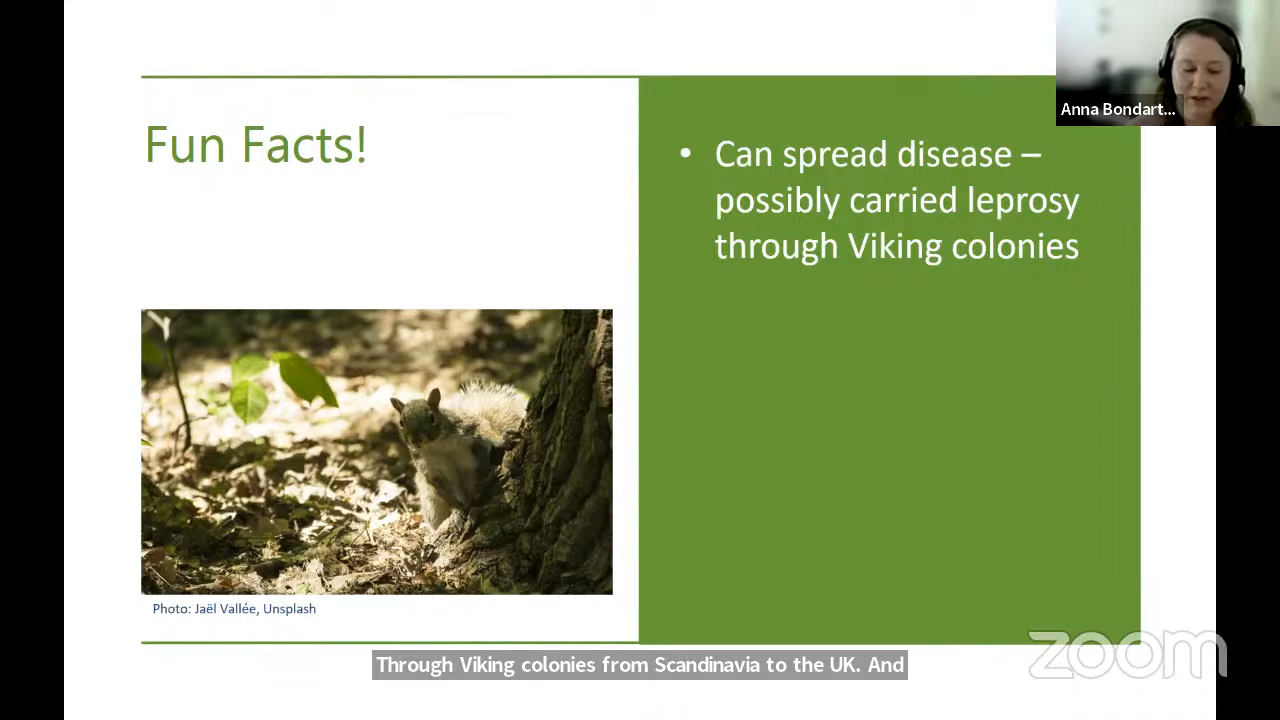 Anna Bondart...
Fun Facts!
• Can spread disease –
possibly carried leprosy
through Viking colonies
Photo: Jaël Vallée, Unsplash
Through Viking colonies from Scandinavia to the UK. And
zoom